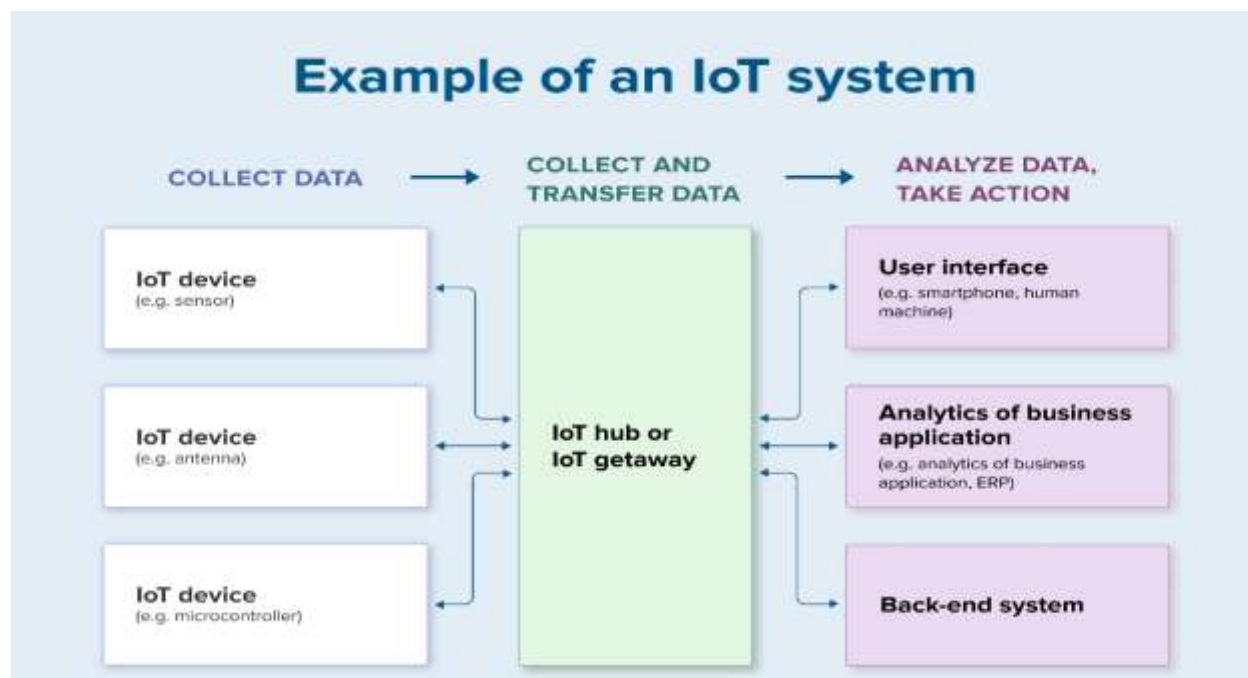 Example of an IoT system
COLLECT DATA
COLLECT AND
TRANSFER DATA
ANALYZE DATA,
TAKE ACTION
IoT device
(e.g. sensor)
IoT device
(e.g. antenna)
IoT device
(e.g. microcontroller)
IoT hub or
IoT getaway
User interface
(e.g. smartphone, human
machine)
Analytics of business
application
(e.g. analytics of business
application, ERP)
Back-end system